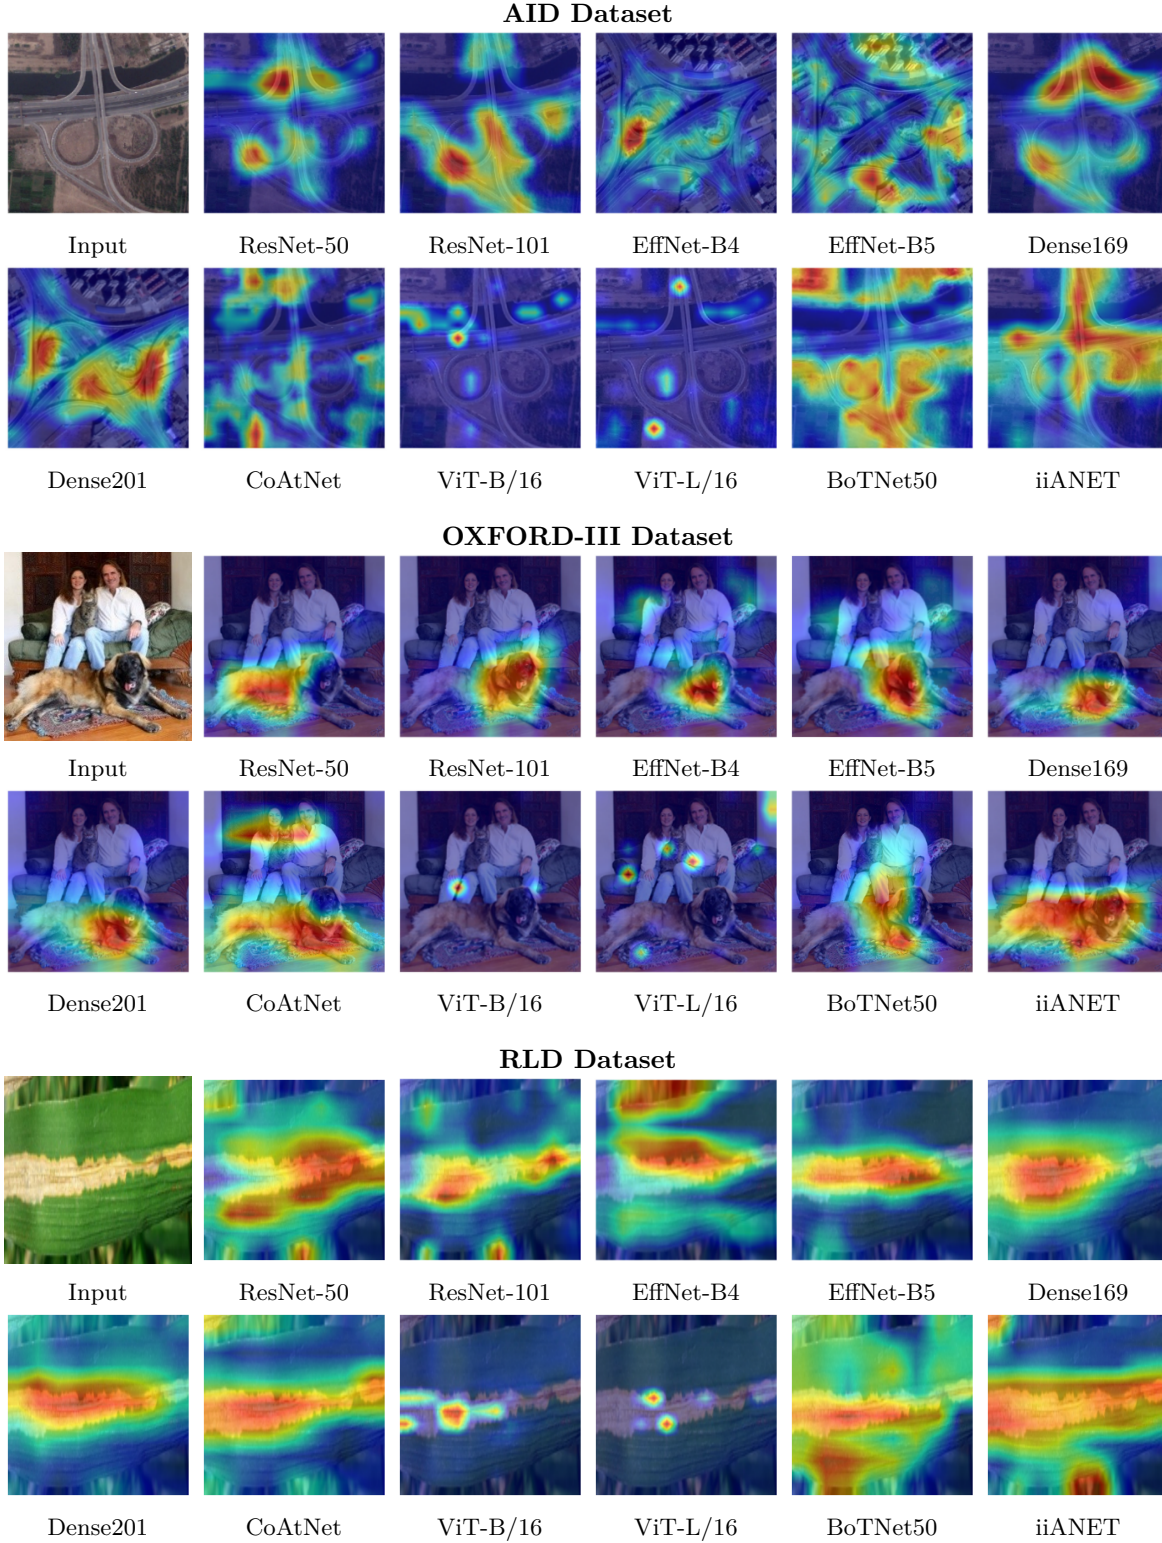 AID Dataset
Input ResNet-50 ResNet-101 EffNet-B4 EffNet-B5 Dense169
Dense201 CoAtNet ViT-B/16 ViT-L/16 BoTNet50 iiANET
OXFORD-III Dataset
Input ResNet-50 ResNet-101 EffNet-B4 EffNet-B5 Dense169
Dense201 CoAtNet ViT-B/16 ViT-L/16 BoTNet50 iiANET
RLD Dataset
Input ResNet-50 ResNet-101 EffNet-B4 EffNet-B5 Dense169
Dense201 CoAtNet ViT-B/16 ViT-L/16 BoTNet50 iiANET